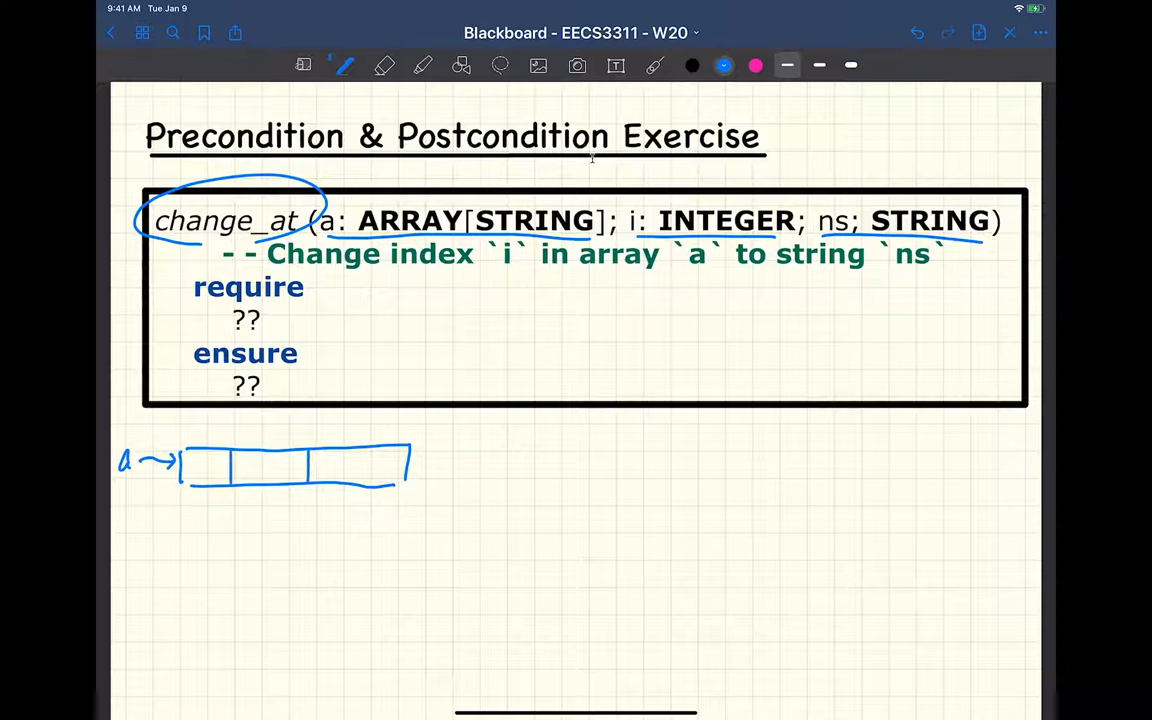 9:41 AM Tue Jan 9
Blackboard - EECS3311 - W20
Precondition & Postcondition Exercise
change_at (a: ARRAY[STRING]; i: INTEGER; ns; STRING)
- - Change index `i` in array `a` to string `ns`
require
??
ensure
??
a